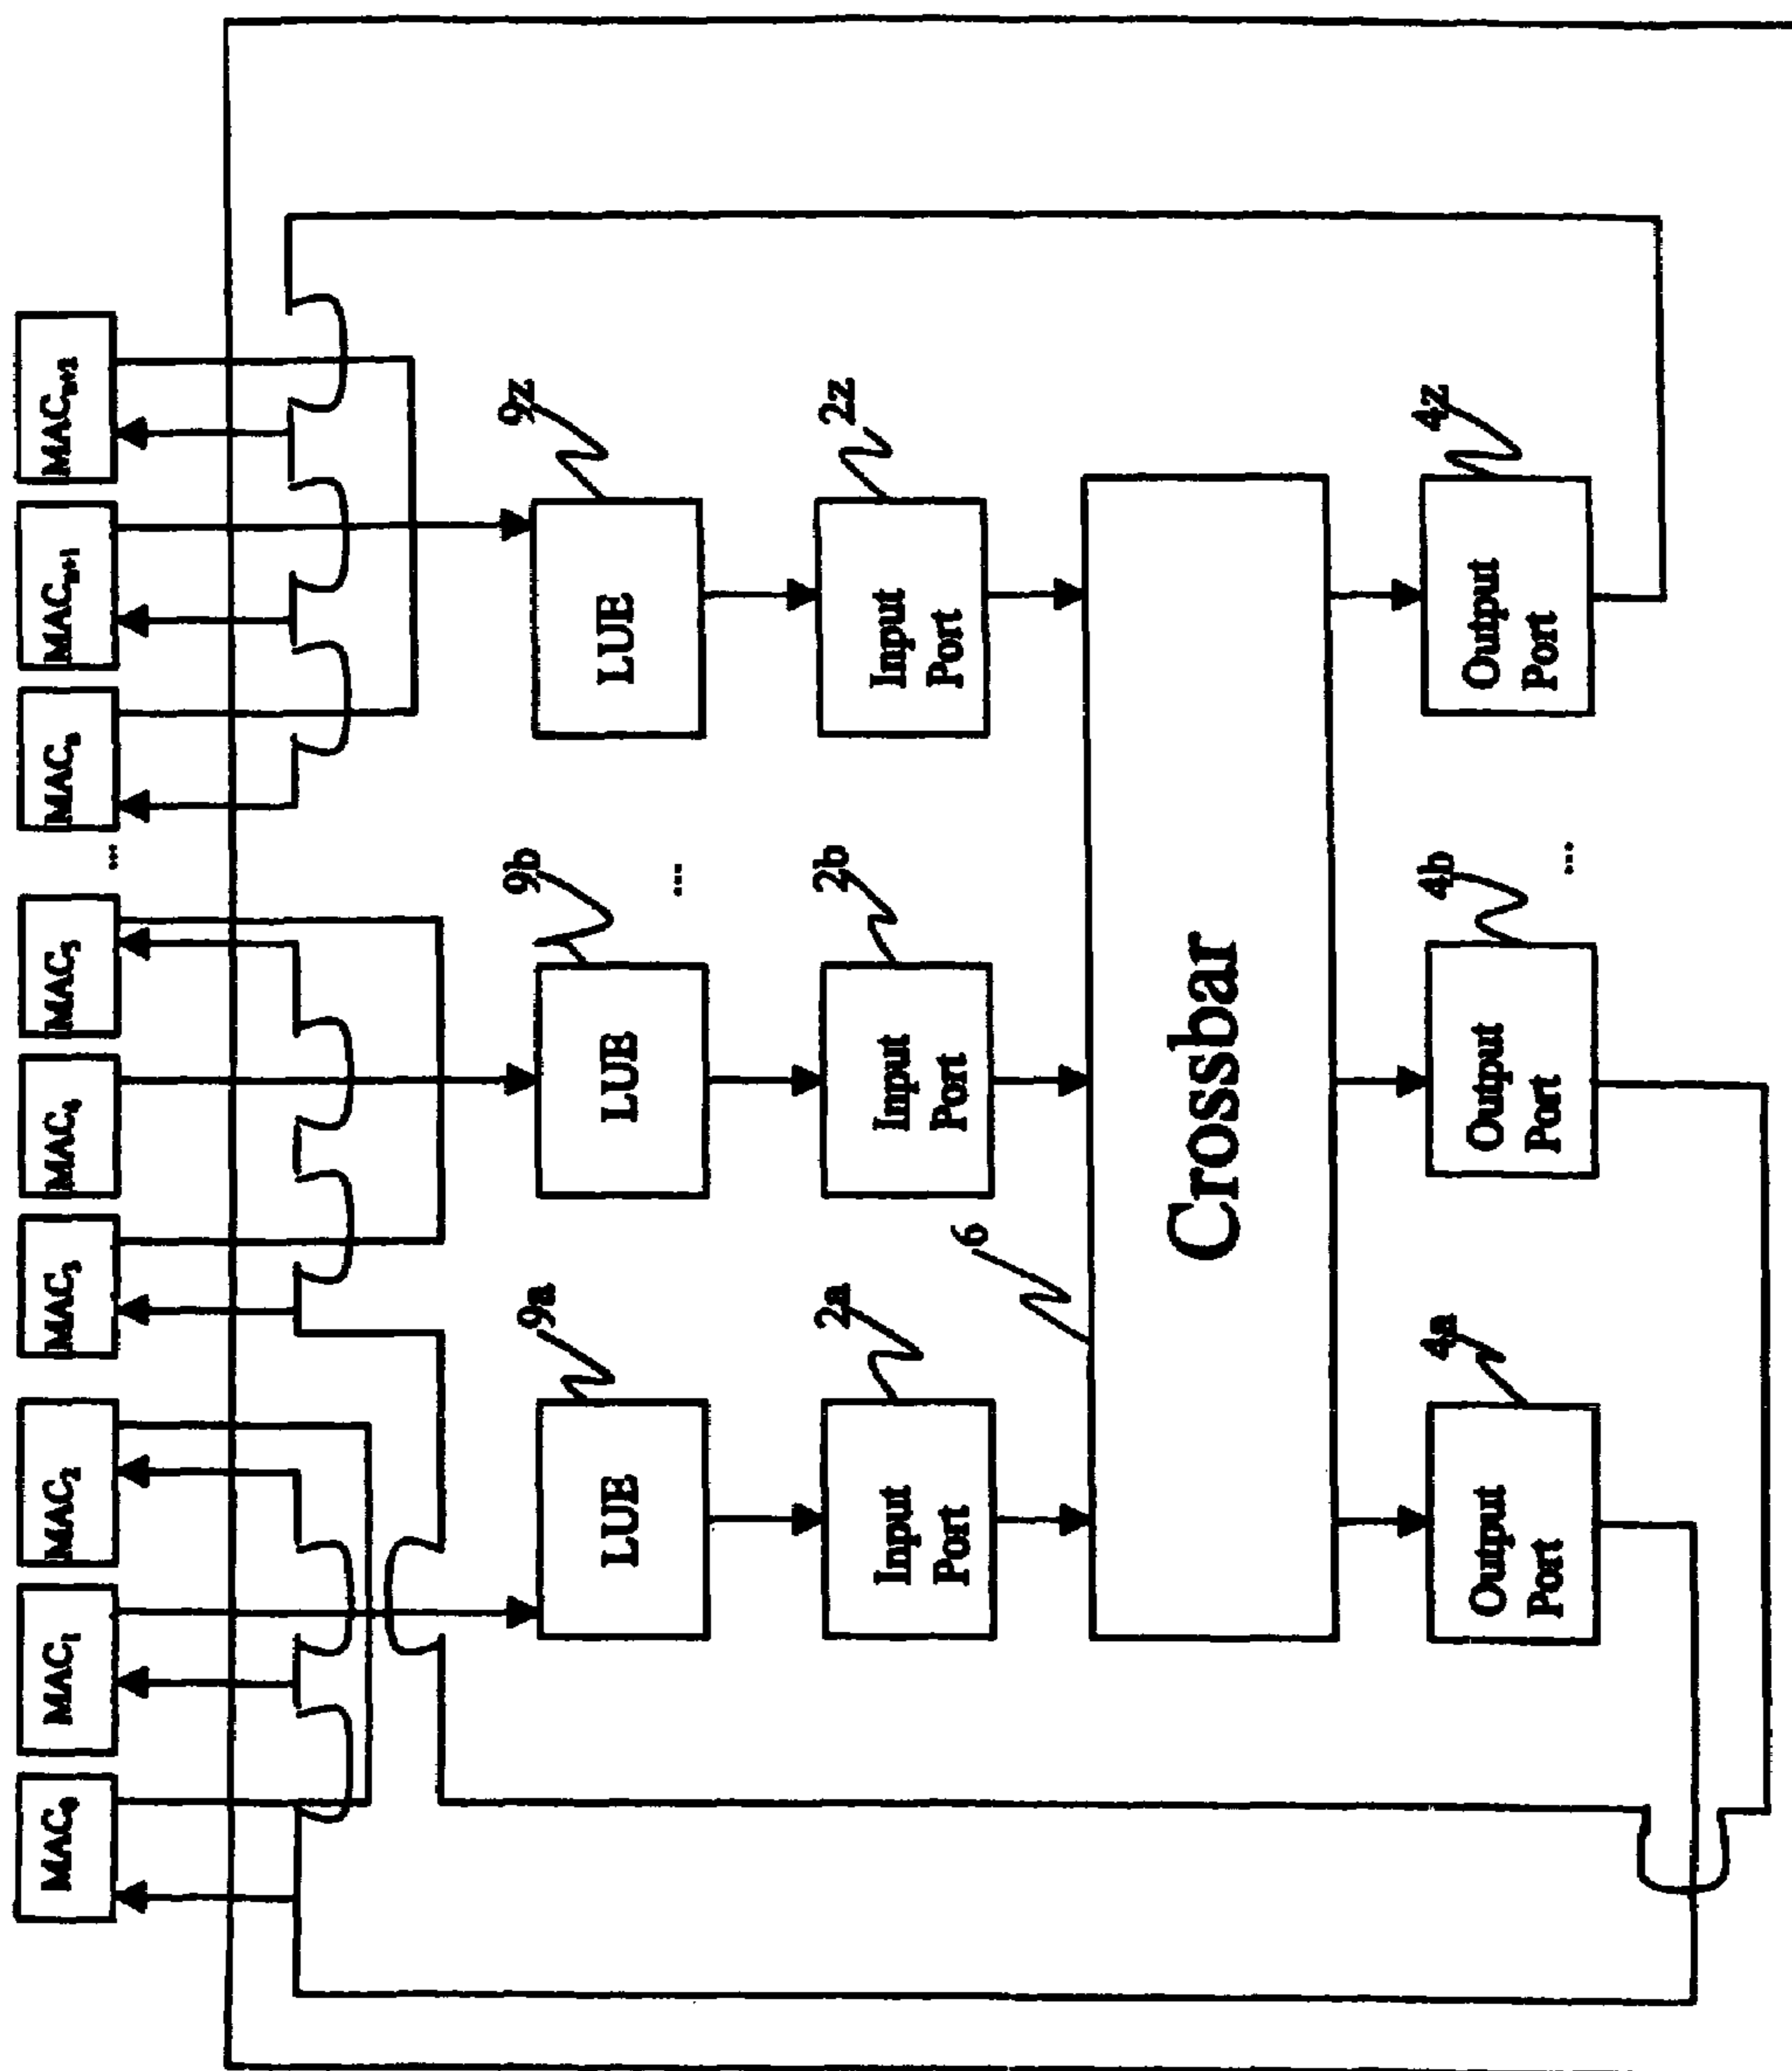 MAC₀ MAC₁ MAC₂ MAC₃ MAC₄ MAC₅ ... MACₙ MACₙ₊₁ MACₙ₊₂
9a 9b 9z
LUE LUE LUE
...
2a 2b 2z
Input Port
Input Port
Input Port
6
Crossbar
4a 4b 4z
Output Port
Output Port
Output Port
...